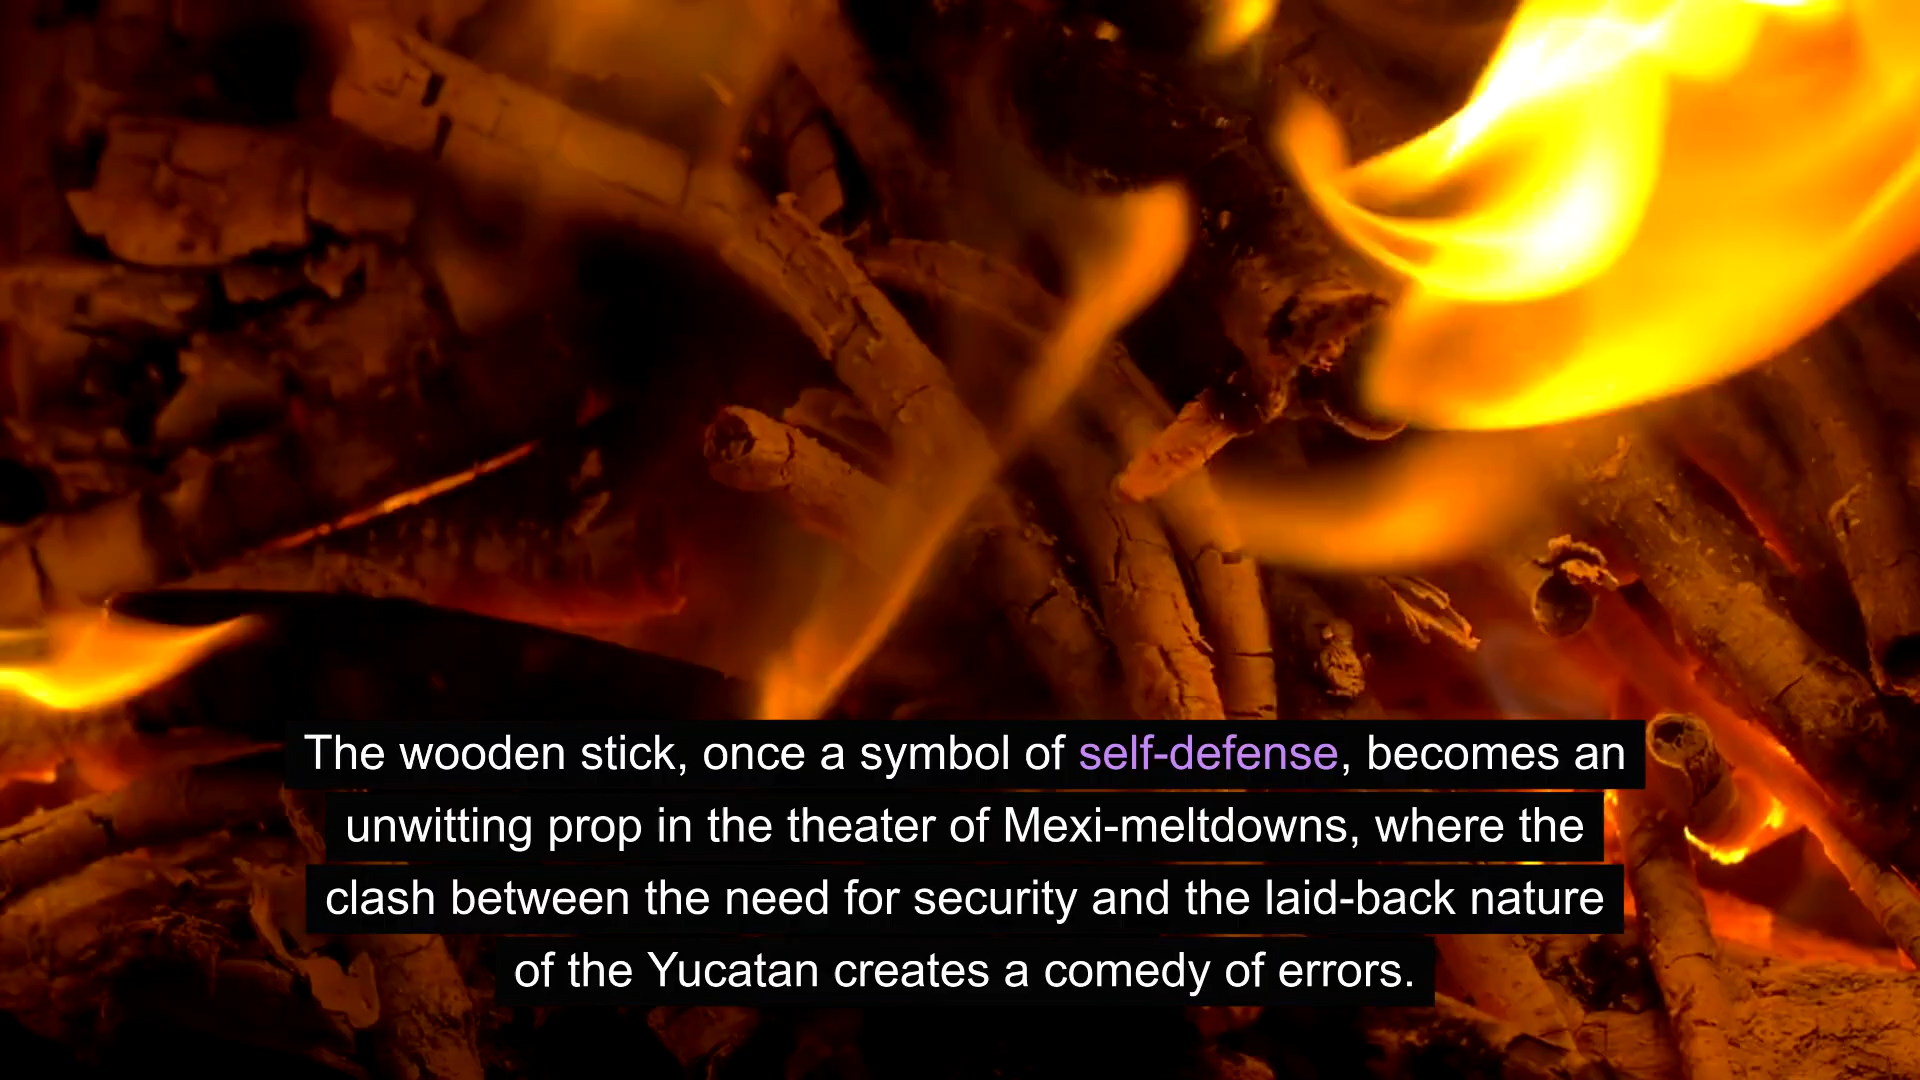 The wooden stick, once a symbol of self-defense, becomes an
unwitting prop in the theater of Mexi-meltdowns, where the
clash between the need for security and the laid-back nature
of the Yucatan creates a comedy of errors.